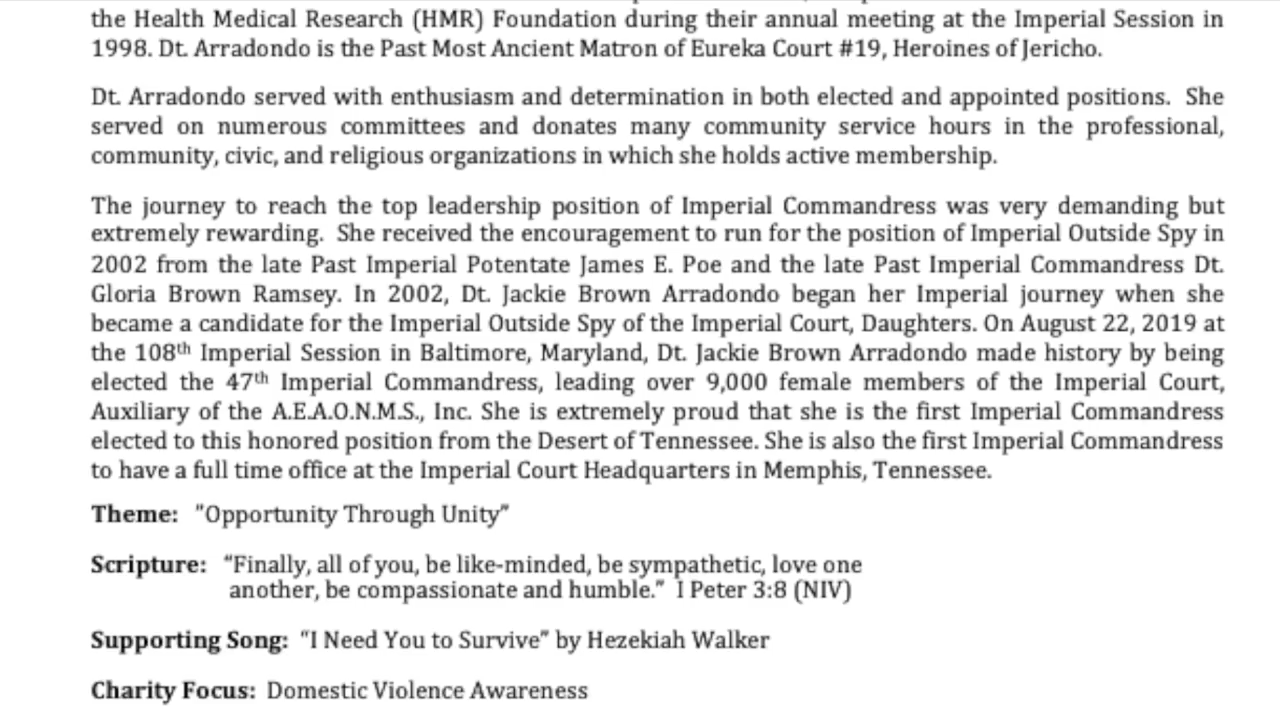 the Health Medical Research (HMR) Foundation during their annual meeting at the Imperial Session in
1998. Dt. Arradondo is the Past Most Ancient Matron of Eureka Court #19, Heroines of Jericho.
Dt. Arradondo served with enthusiasm and determination in both elected and appointed positions. She
served on numerous committees and donates many community service hours in the professional,
community, civic, and religious organizations in which she holds active membership.
The journey to reach the top leadership position of Imperial Commandress was very demanding but
extremely rewarding. She received the encouragement to run for the position of Imperial Outside Spy in
2002 from the late Past Imperial Potentate James E. Poe and the late Past Imperial Commandress Dt.
Gloria Brown Ramsey. In 2002, Dt. Jackie Brown Arradondo began her Imperial journey when she
became a candidate for the Imperial Outside Spy of the Imperial Court, Daughters. On August 22, 2019 at
the 108th Imperial Session in Baltimore, Maryland, Dt. Jackie Brown Arradondo made history by being
elected the 47th Imperial Commandress, leading over 9,000 female members of the Imperial Court,
Auxiliary of the A.E.A.O.N.M.S., Inc. She is extremely proud that she is the first Imperial Commandress
elected to this honored position from the Desert of Tennessee. She is also the first Imperial Commandress
to have a full time office at the Imperial Court Headquarters in Memphis, Tennessee.
Theme: "Opportunity Through Unity"
Scripture: "Finally, all of you, be like-minded, be sympathetic, love one
another, be compassionate and humble." I Peter 3:8 (NIV)
Supporting Song: "I Need You to Survive" by Hezekiah Walker
Charity Focus: Domestic Violence Awareness